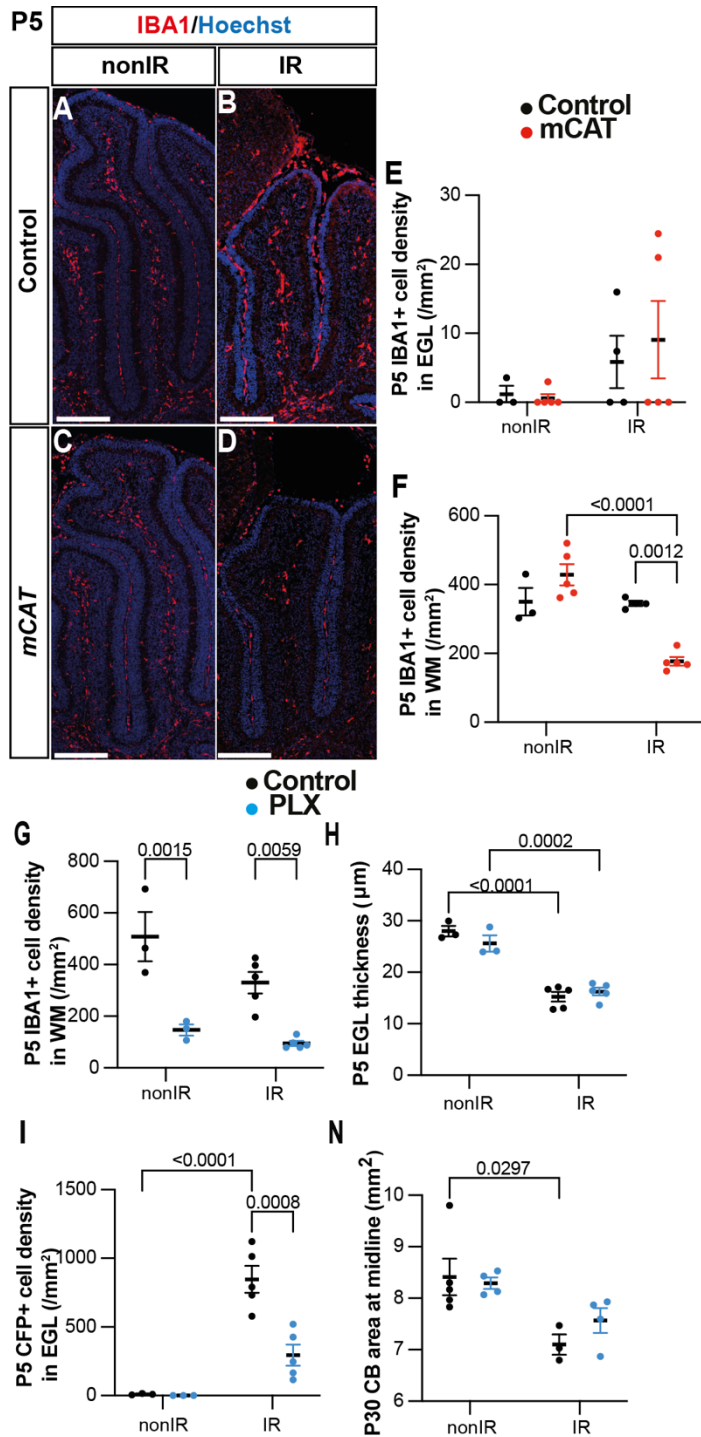 P5
IBA1/Hoechst
nonIR
IR
Control
mCAT
A
B
C
D
Control
mCAT
E
P5 IBA1+ cell density
in EGL (/mm²)
30
20
10
0
nonIR
IR
F
P5 IBA1+ cell density
in WM (/mm²)
600
400
200
0
<0.0001
0.0012
nonIR
IR
Control
PLX
G
P5 IBA1+ cell density
in WM (/mm²)
800
600
400
200
0
0.0015
0.0059
nonIR
IR
H
P5 EGL thickness (µm)
40
30
20
10
0
0.0002
<0.0001
nonIR
IR
I
P5 CFP+ cell density
in EGL (/mm²)
1500
1000
500
0
<0.0001
0.0008
nonIR
IR
N
P30 CB area at midline (mm²)
10
9
8
7
6
0.0297
nonIR
IR